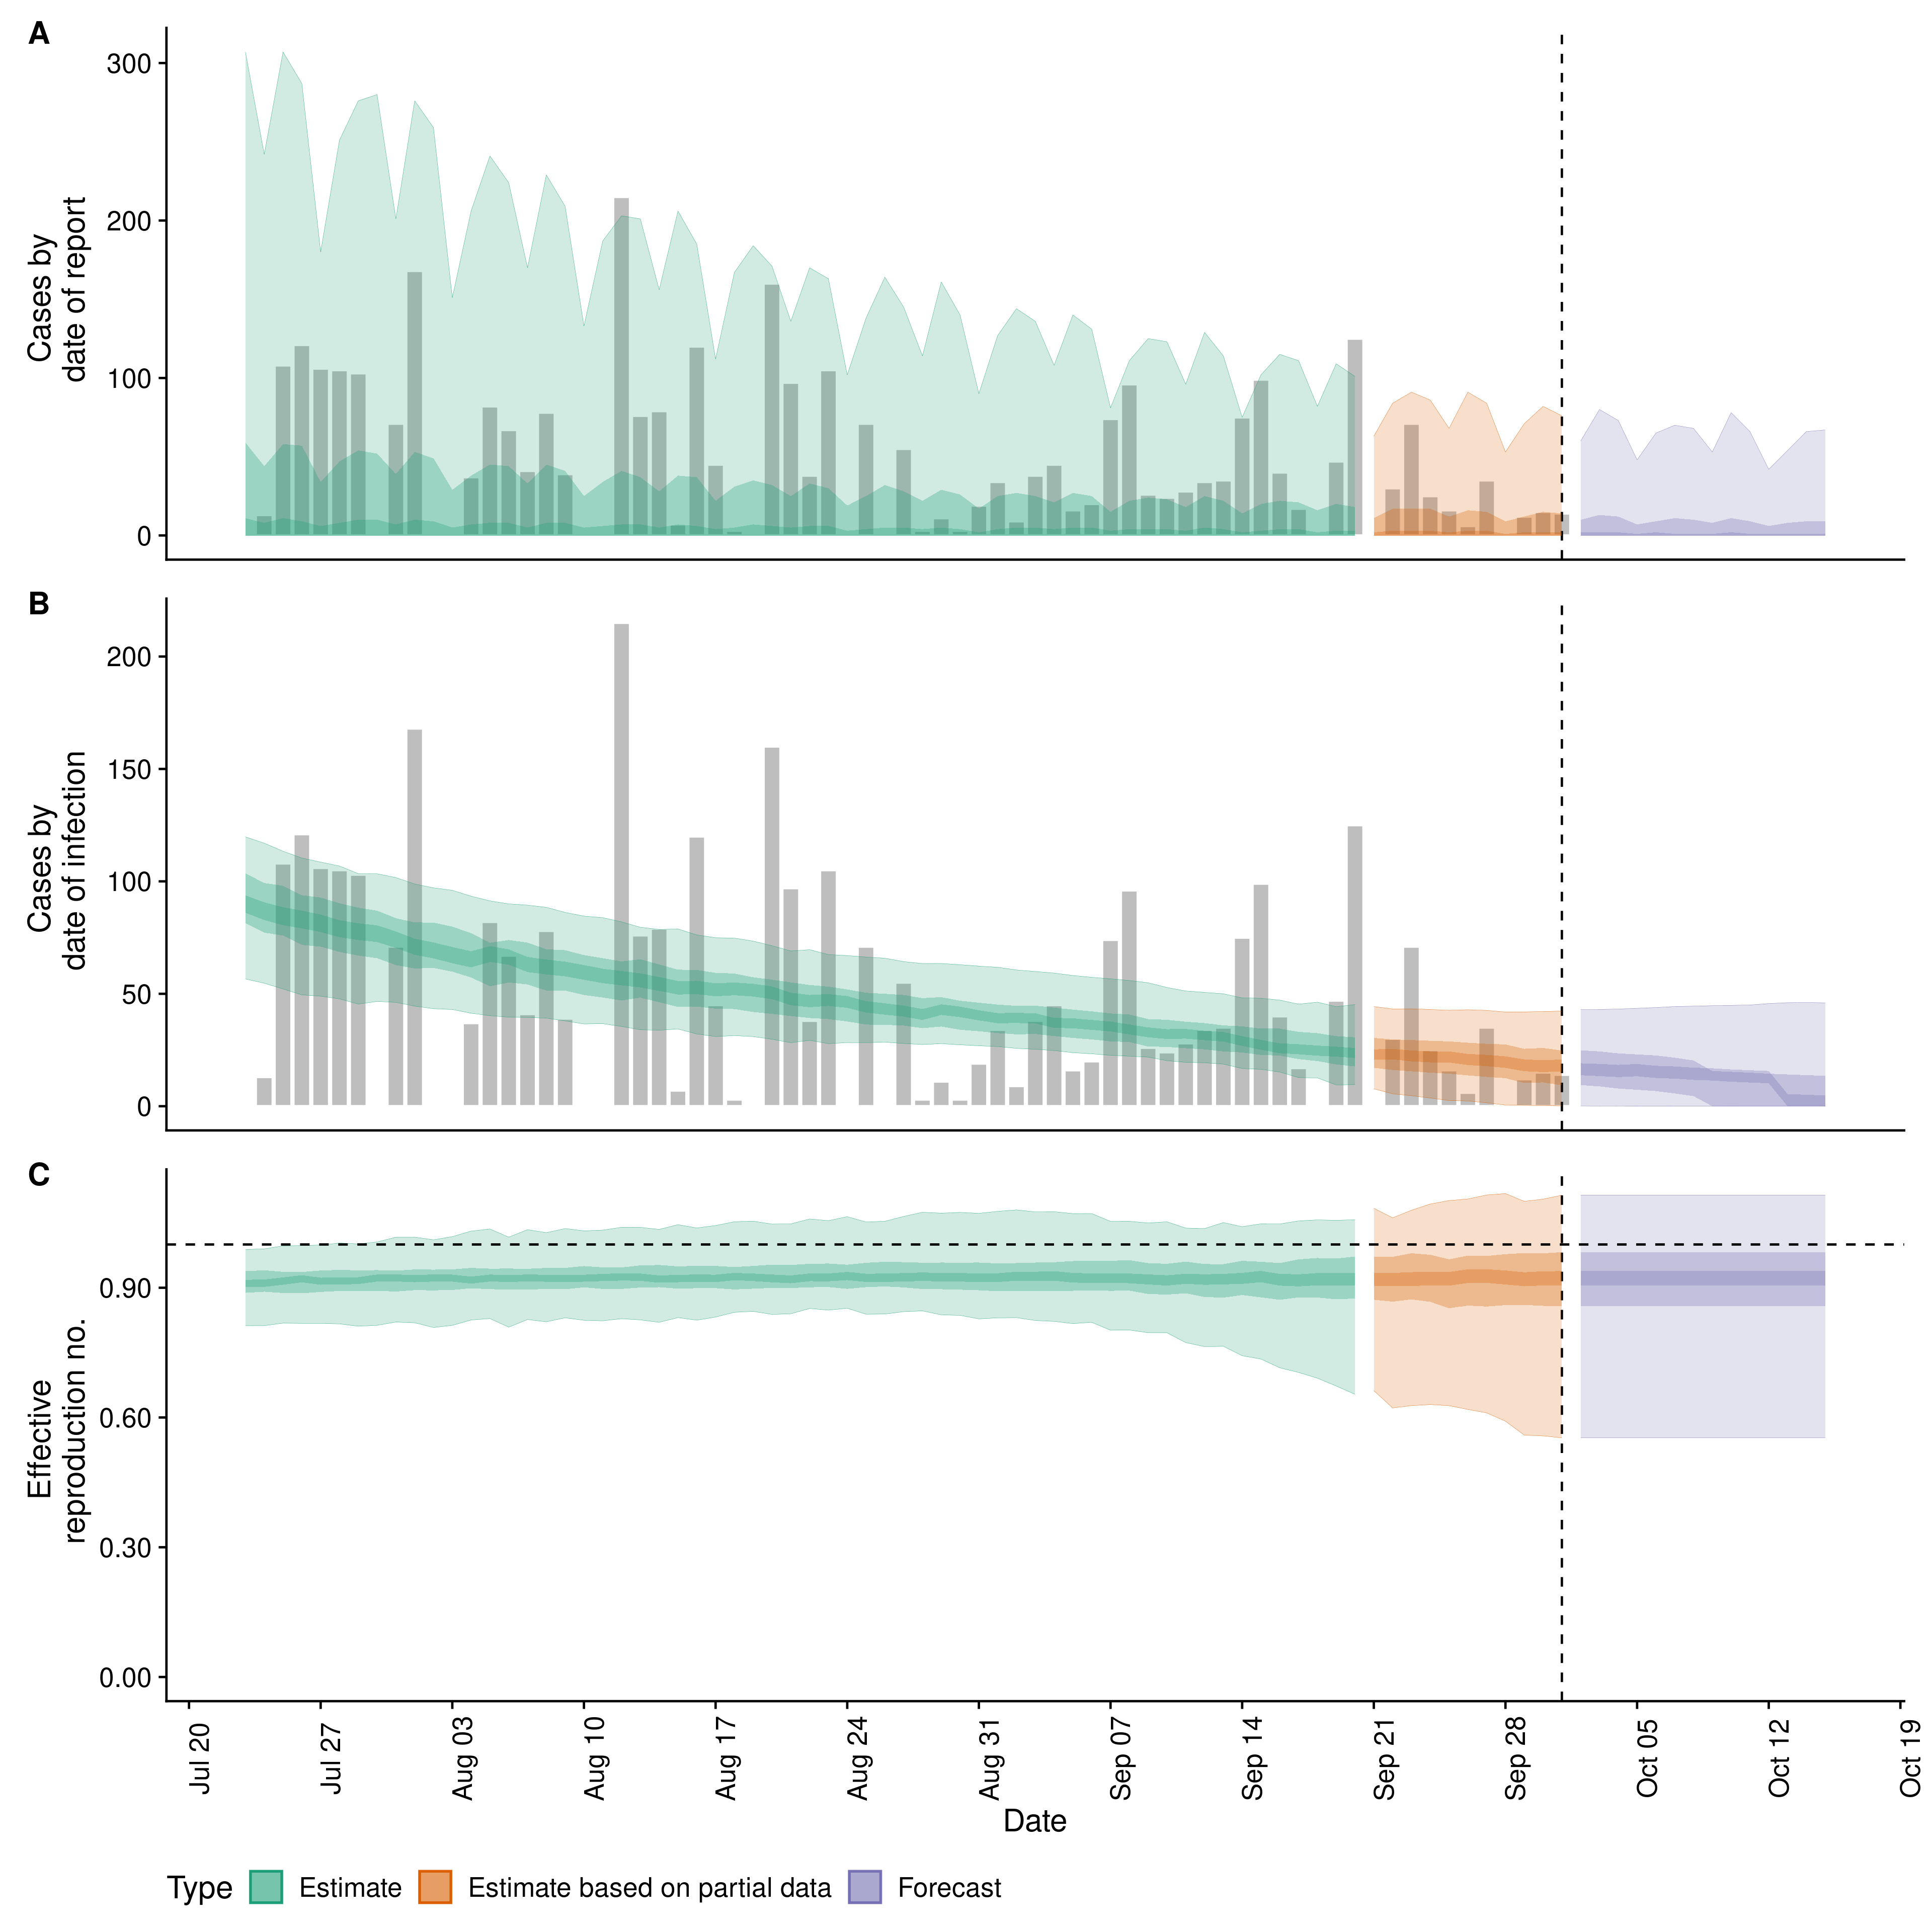 A
Cases by
date of report
300
200
100
0
B
Cases by
date of infection
200
150
100
50
0
C
Effective
reproduction no.
0.90
0.60
0.30
0.00
Jul 20
Jul 27
Aug 03
Aug 10
Aug 17
Aug 24
Aug 31
Sep 07
Sep 14
Sep 21
Sep 28
Oct 05
Oct 12
Oct 19
Date
Type Estimate Estimate based on partial data Forecast